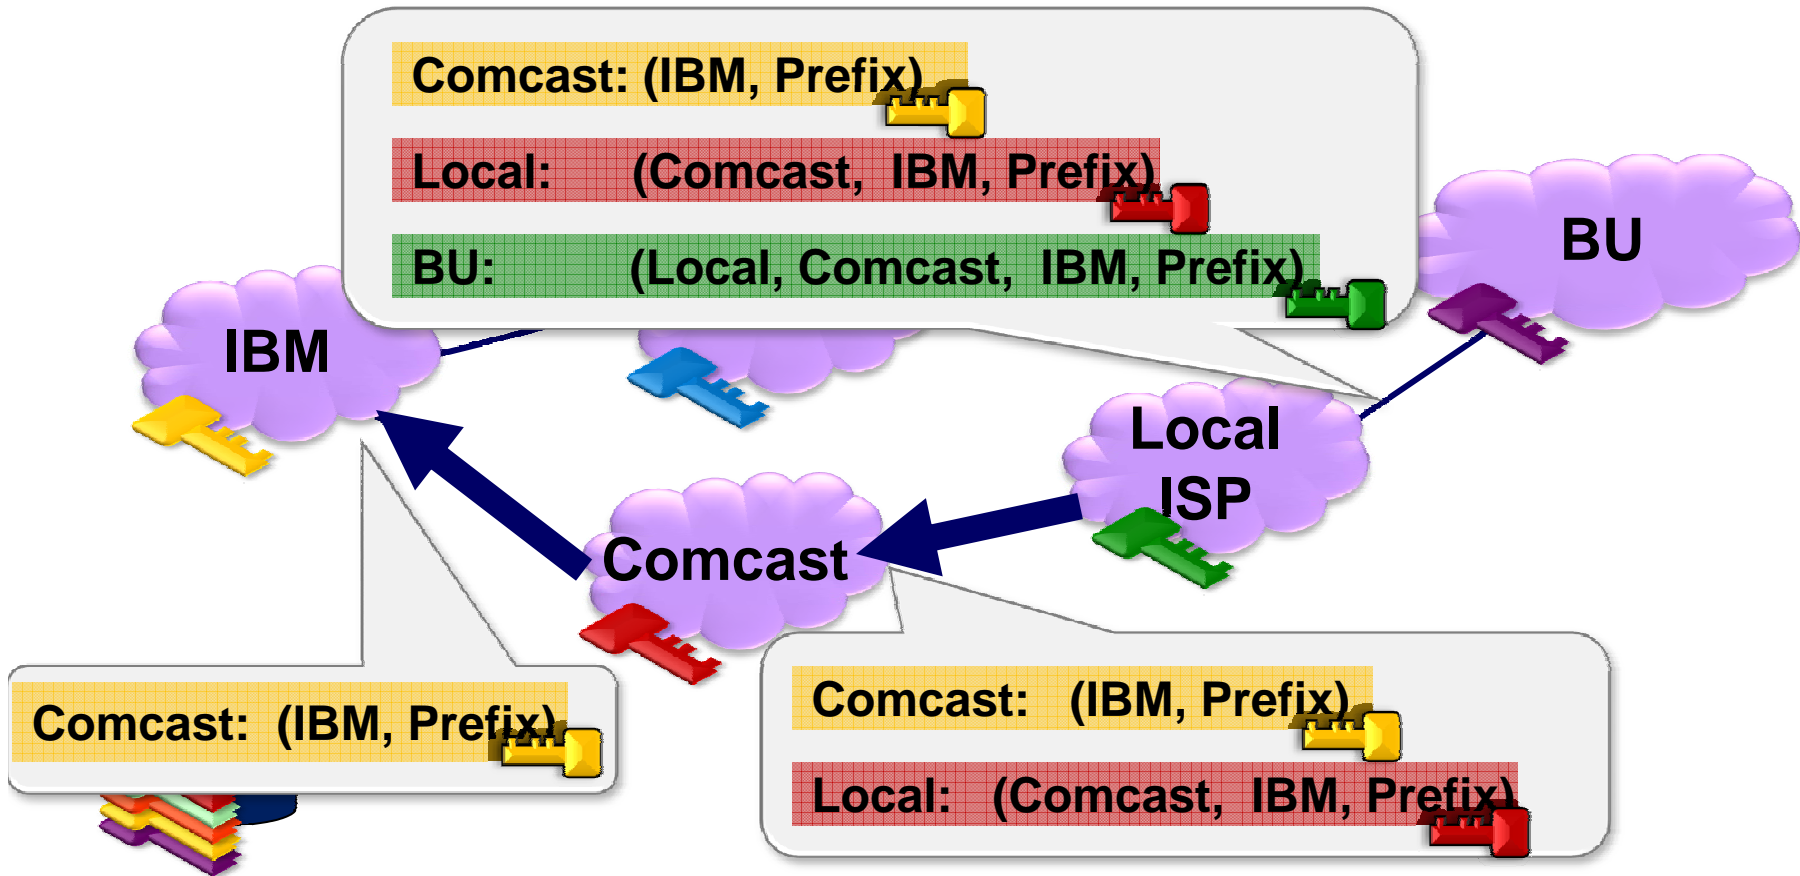 Comcast: (IBM, Prefix)
Local: (Comcast, IBM, Prefix)
BU: (Local, Comcast, IBM, Prefix)
BU
IBM
Local
ISP
Comcast
Comcast: (IBM, Prefix)
Comcast: (IBM, Prefix)
Local: (Comcast, IBM, Prefix)